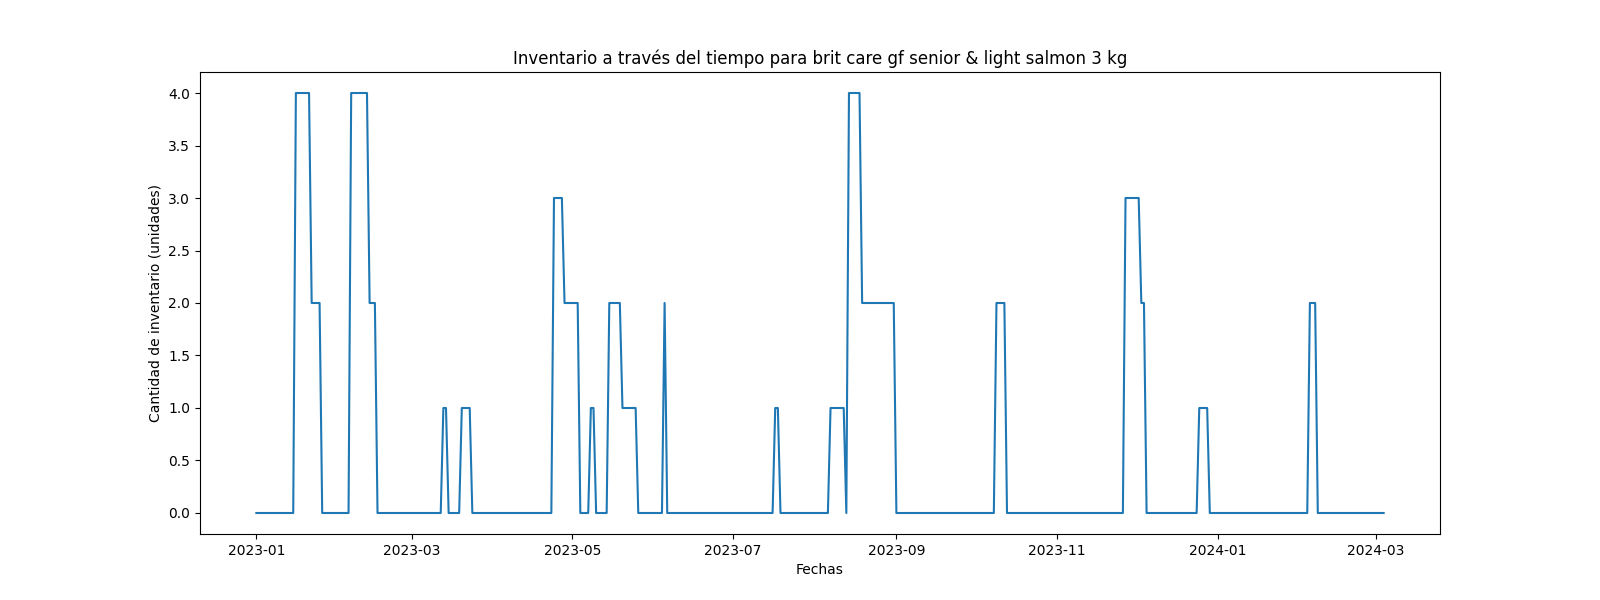 Inventario a través del tiempo para brit care gf senior & light salmon 3 kg
Cantidad de inventario (unidades)
4.0
3.5
3.0
2.5
2.0
1.5
1.0
0.5
0.0
2023-01 2023-03 2023-05 2023-07 2023-09 2023-11 2024-01 2024-03
Fechas